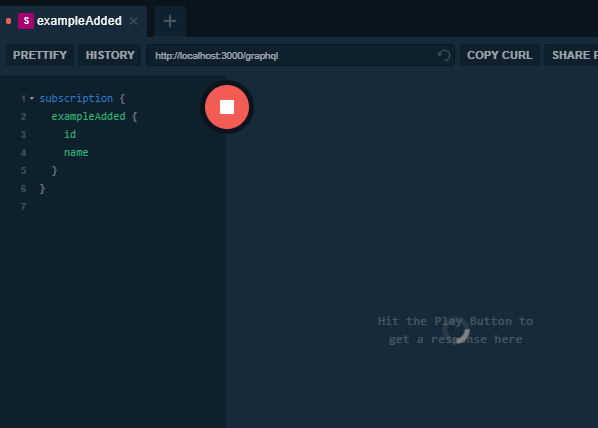 S exampleAdded
PRETTIFY HISTORY http://localhost:3000/graphql COPY CURL SHARE P
1 subscription {
2 exampleAdded {
3 id
4 name
5 }
6 }
7
Hit the Play Button to
get a response here